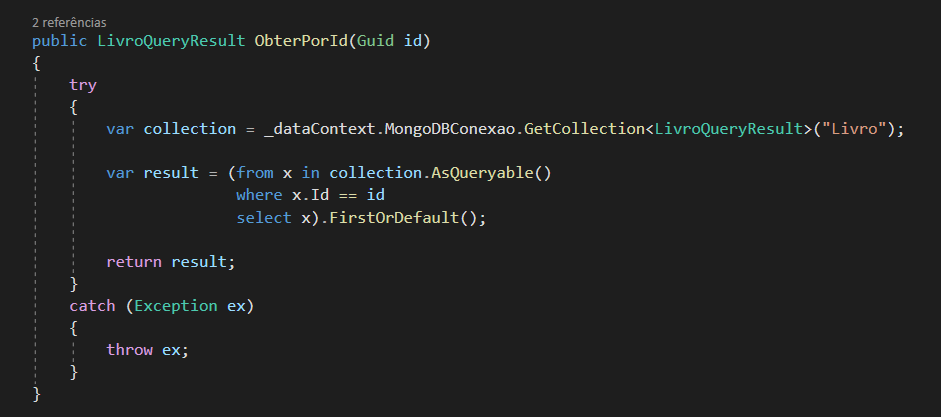 2 referências
public LivroQueryResult ObterPorId(Guid id)
{
try
{
var collection = _dataContext.MongoDBConexao.GetCollection<LivroQueryResult>("Livro");
var result = (from x in collection.AsQueryable()
where x.Id == id
select x).FirstOrDefault();
return result;
}
catch (Exception ex)
{
throw ex;
}
}